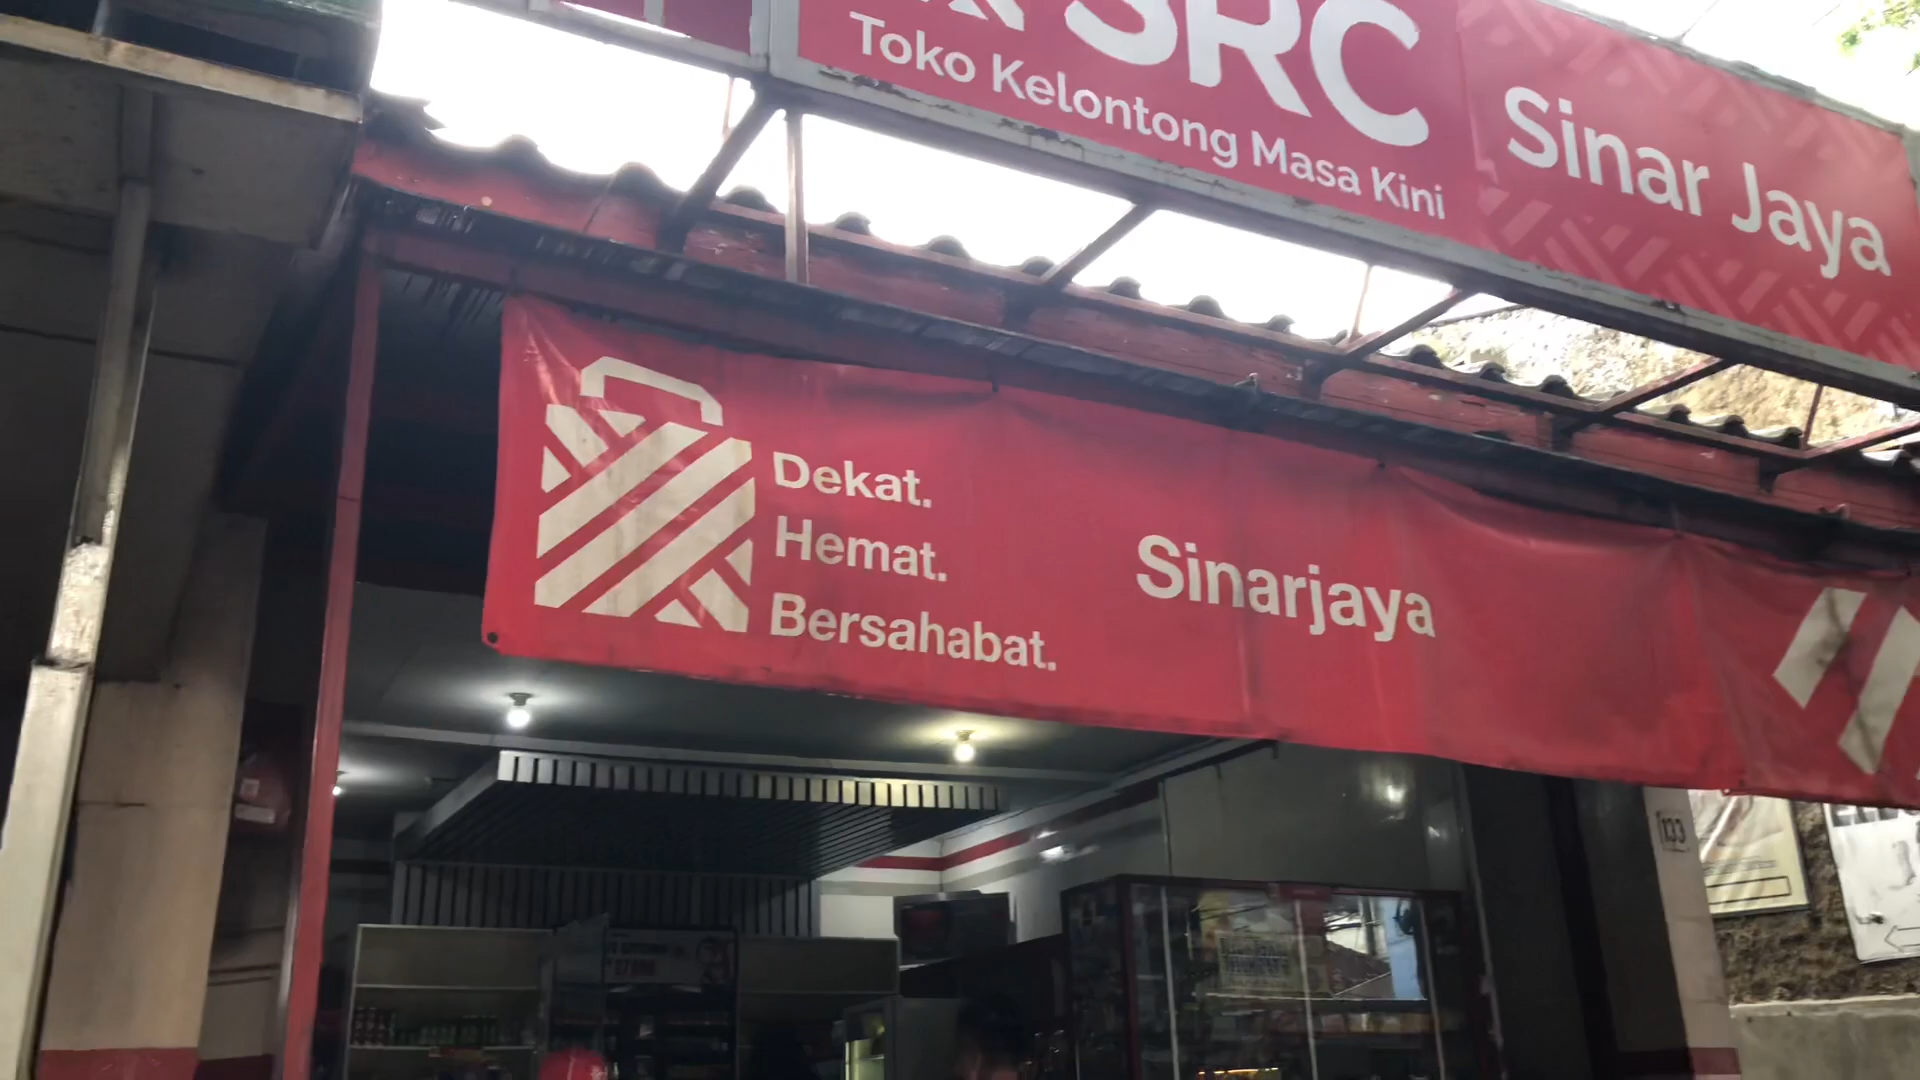 SRC
Toko Kelontong Masa Kini
Sinar Jaya
Dekat.
Hemat.
Bersahabat.
Sinarjaya
133